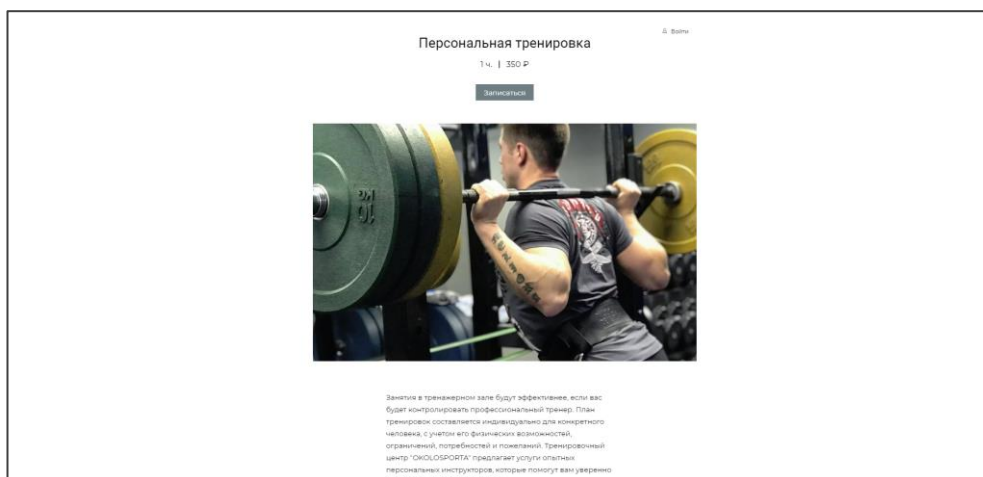 Войти
Персональная тренировка
1 ч. | 350 ₽
Записаться
10
Занятия в тренажерном зале будут эффективнее, если вас
будет контролировать профессиональный тренер. План
тренировок составляется индивидуально для конкретного
человека, с учетом его физических возможностей,
ограничений, потребностей и пожеланий. Тренировочный
центр "OKOLOSPORTA" предлагает услуги опытных
персональных инструкторов, которые помогут вам уверенно